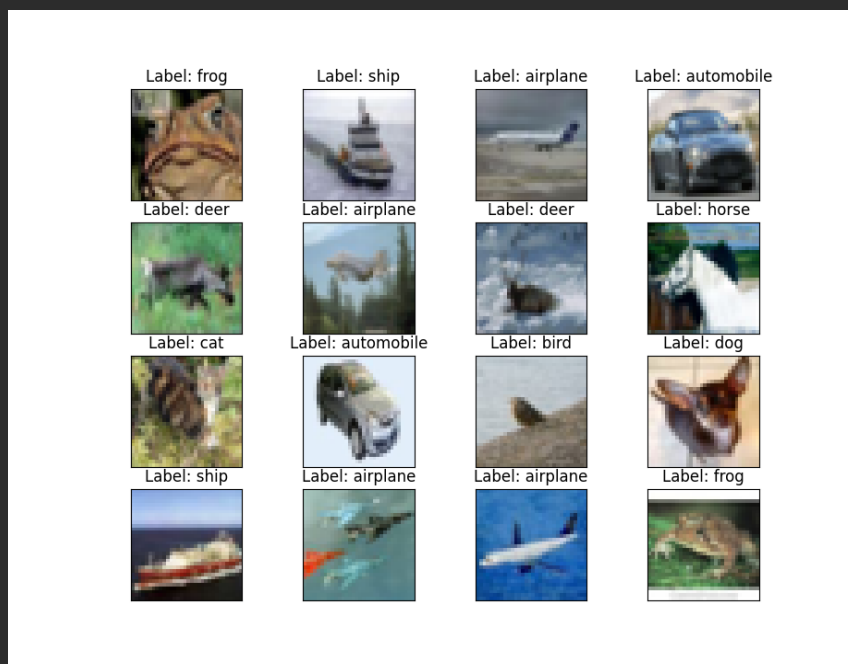 Label: frog
Label: ship
Label: airplane
Label: automobile
Label: deer
Label: airplane
Label: deer
Label: horse
Label: cat
Label: automobile
Label: bird
Label: dog
Label: ship
Label: airplane
Label: airplane
Label: frog